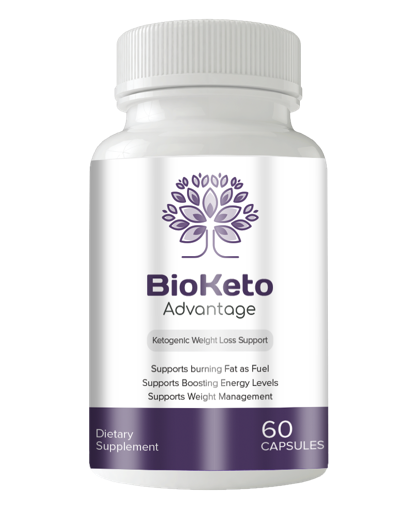 BioKeto
Advantage
Ketogenic Weight Loss Support
Supports burning Fat as Fuel
Supports Boosting Energy Levels
Supports Weight Management
Dietary
Supplement
60
CAPSULES